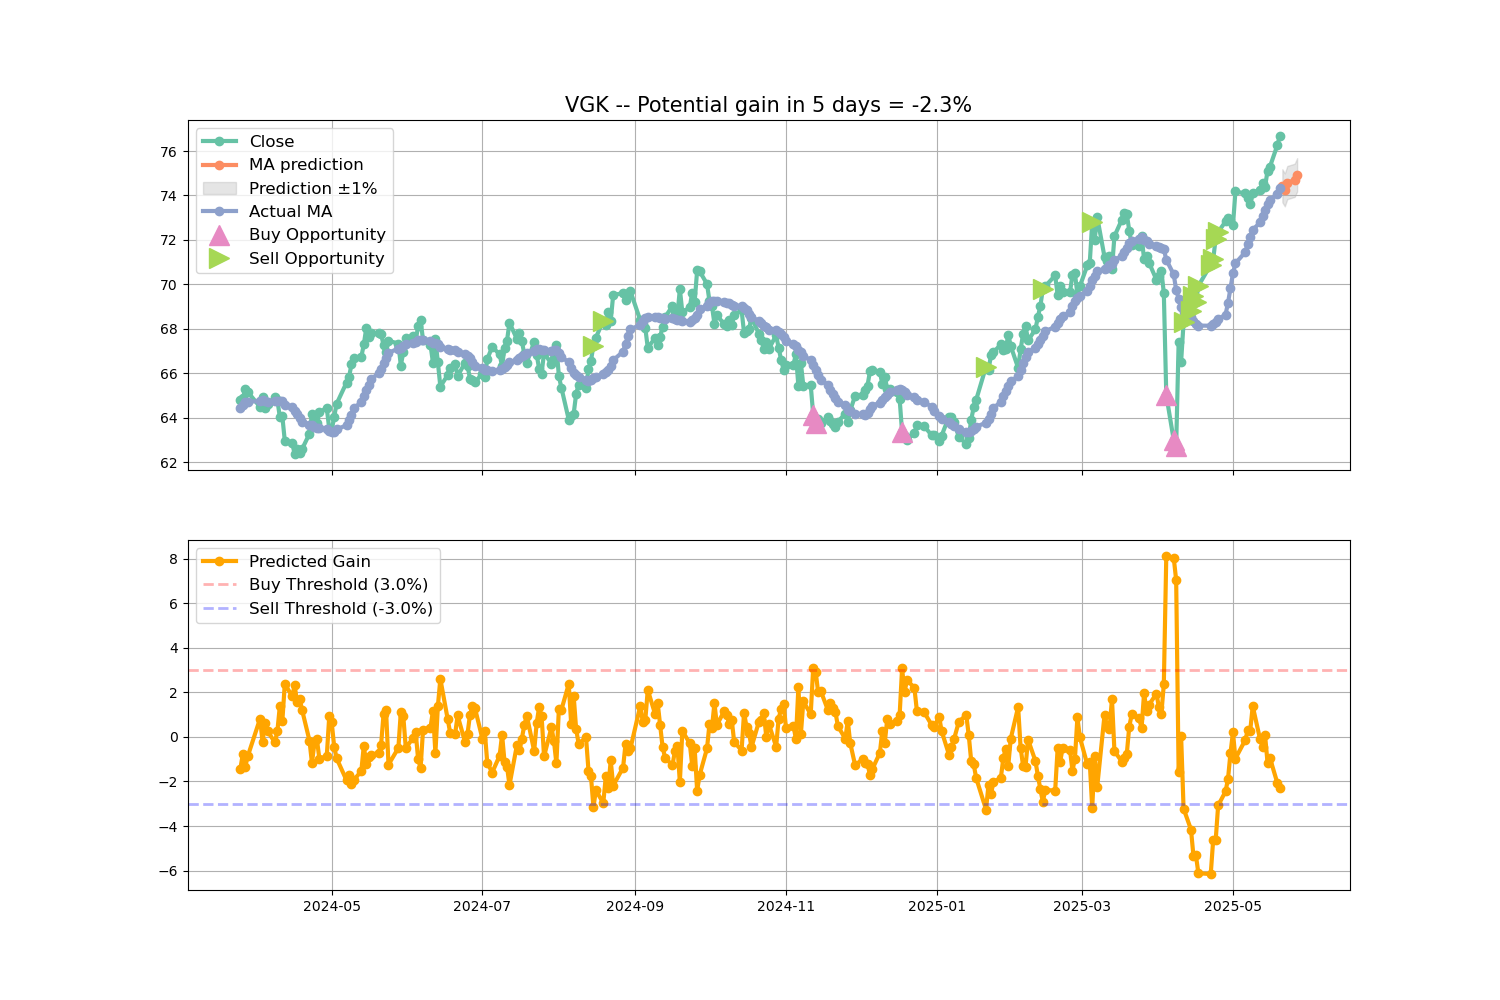 VGK -- Potential gain in 5 days = -2.3%
Close
MA prediction
Prediction ±1%
Actual MA
Buy Opportunity
Sell Opportunity
76
74
72
70
68
66
64
62
Predicted Gain
Buy Threshold (3.0%)
Sell Threshold (-3.0%)
8
6
4
2
0
−2
−4
−6
2024-05 2024-07 2024-09 2024-11 2025-01 2025-03 2025-05